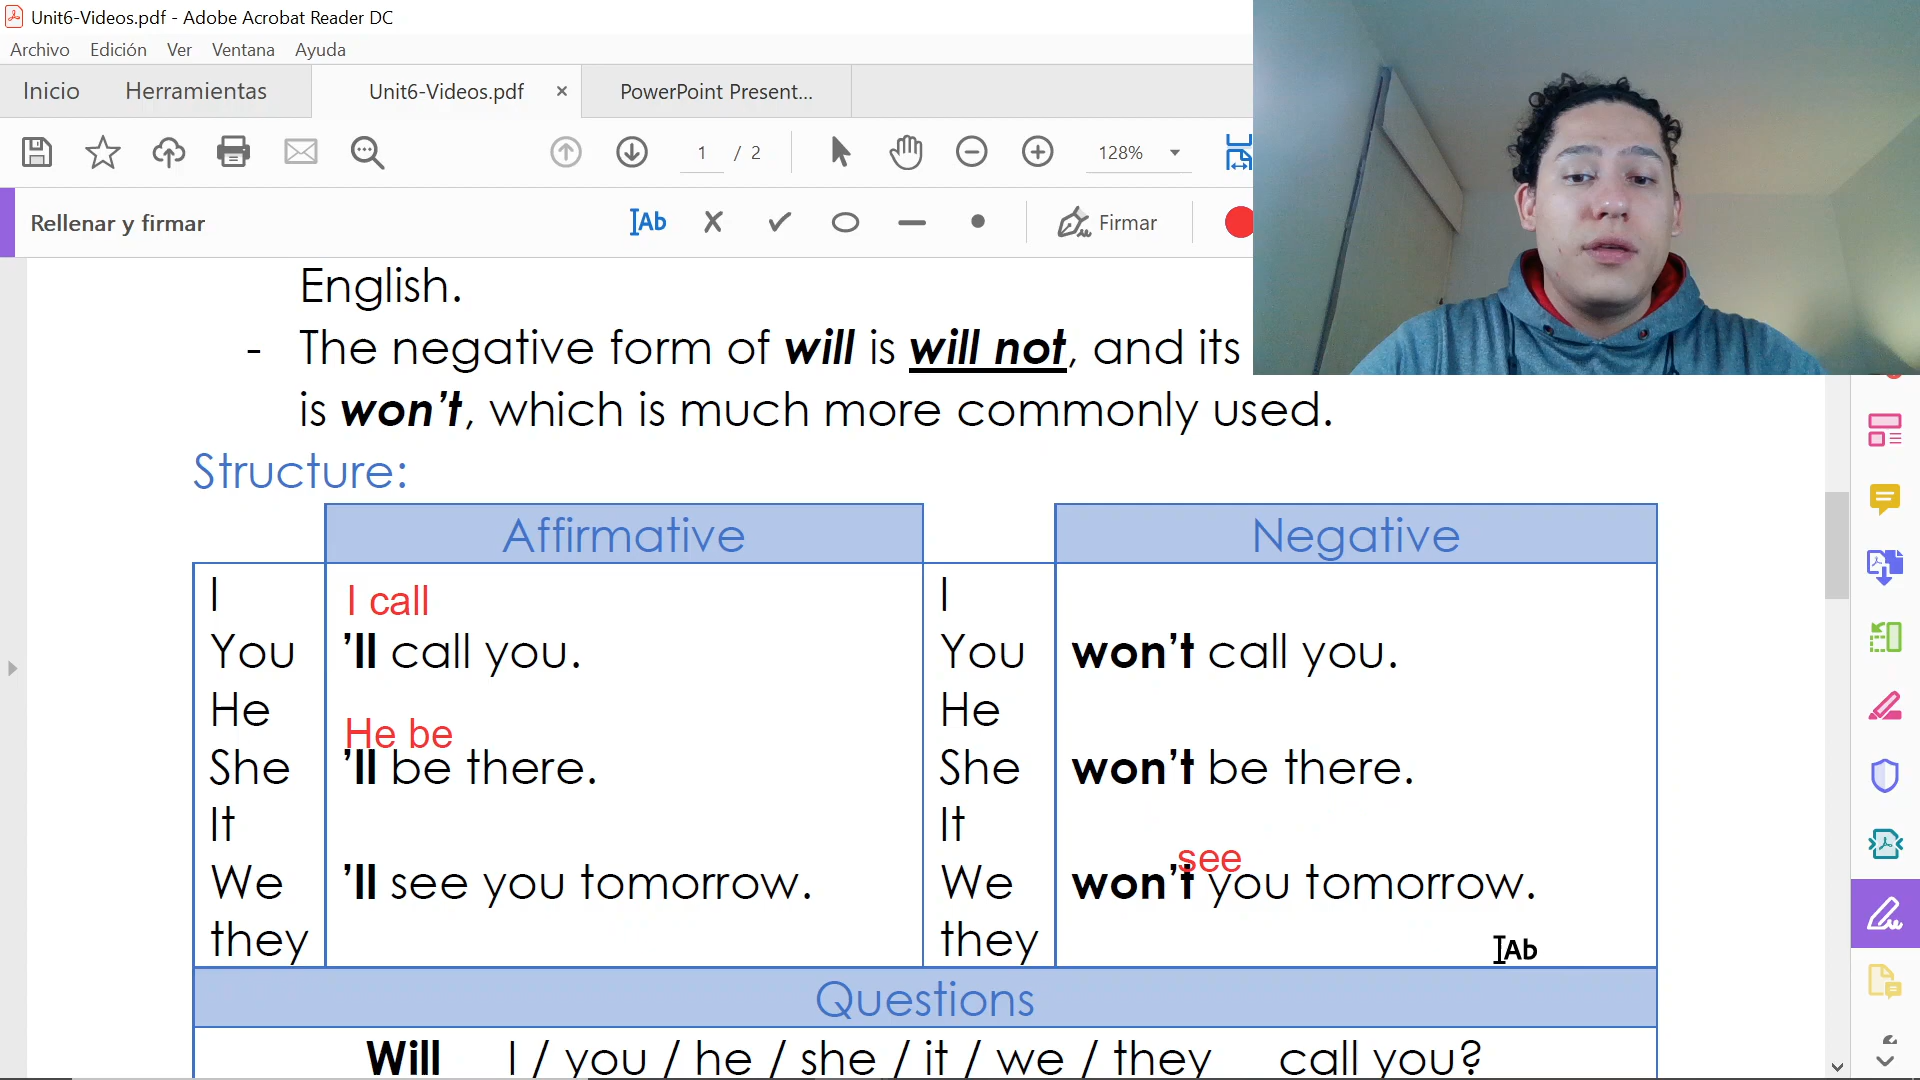 Unit6-Videos.pdf - Adobe Acrobat Reader DC
Archivo Edición Ver Ventana Ayuda
Inicio Herramientas Unit6-Videos.pdf × PowerPoint Present...
1 / 2 128%
Rellenar y firmar Ab Firmar
English.
- The negative form of will is will not, and its
is won't, which is much more commonly used.
Structure:
Affirmative Negative
I I call I
You 'll call you. You won't call you.
He He
He be
She 'll be there. She won't be there.
It It
see
We 'll see you tomorrow. We won't you tomorrow.
they they Ab
Questions
Will I / you / he / she / it / we / they call you?